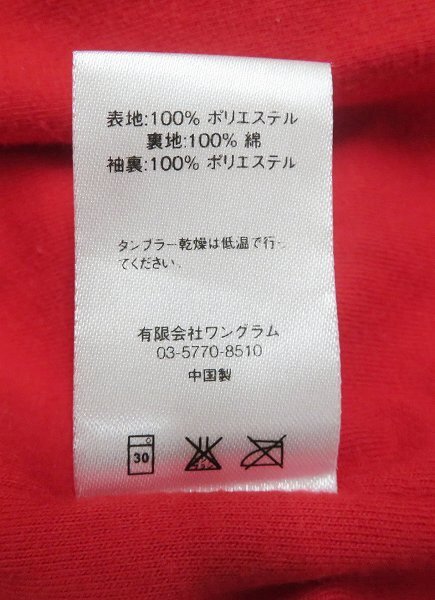 表地:100% ポリエステル
裏地:100% 綿
袖裏:100% ポリエステル
タンブラー乾燥は低温で行っ
てください。
有限会社ワングラム
03-5770-8510
中国製
30